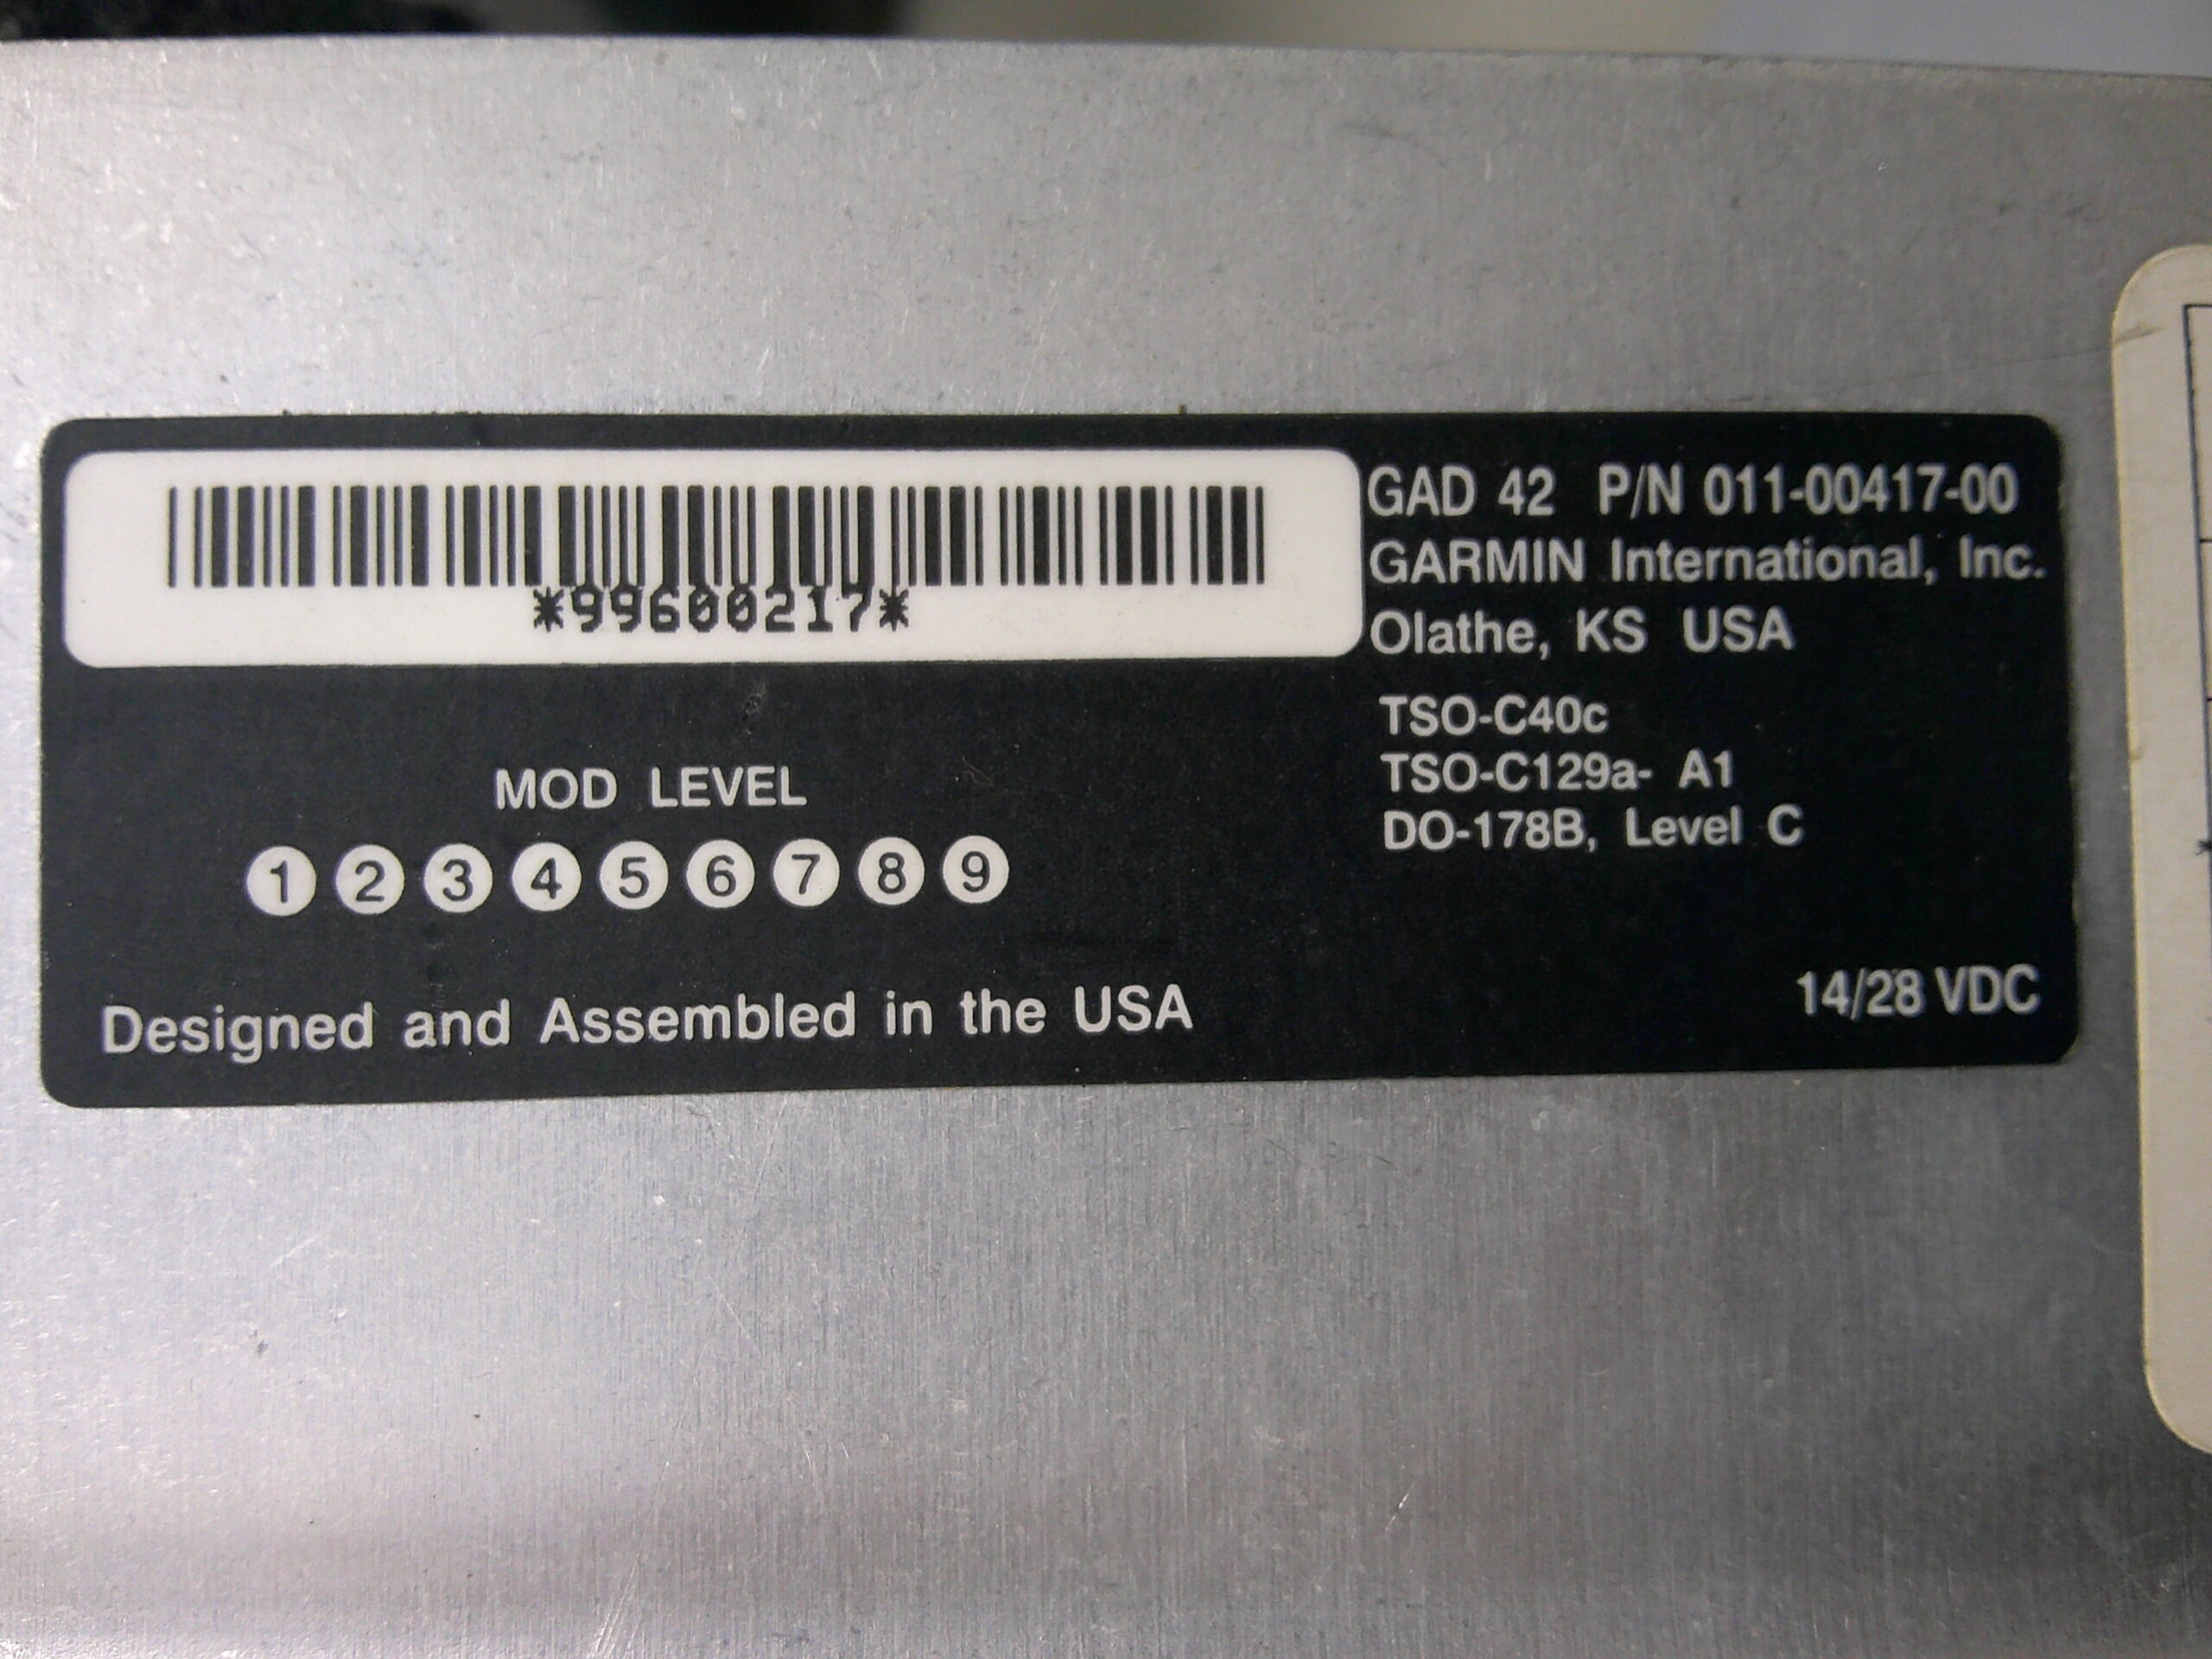 *99600217*
GAD 42 P/N 011-00417-00
GARMIN International, Inc.
Olathe, KS USA
TSO-C40c
TSO-C129a- A1
DO-178B, Level C
MOD LEVEL
1 2 3 4 5 6 7 8 9
Designed and Assembled in the USA
14/28 VDC